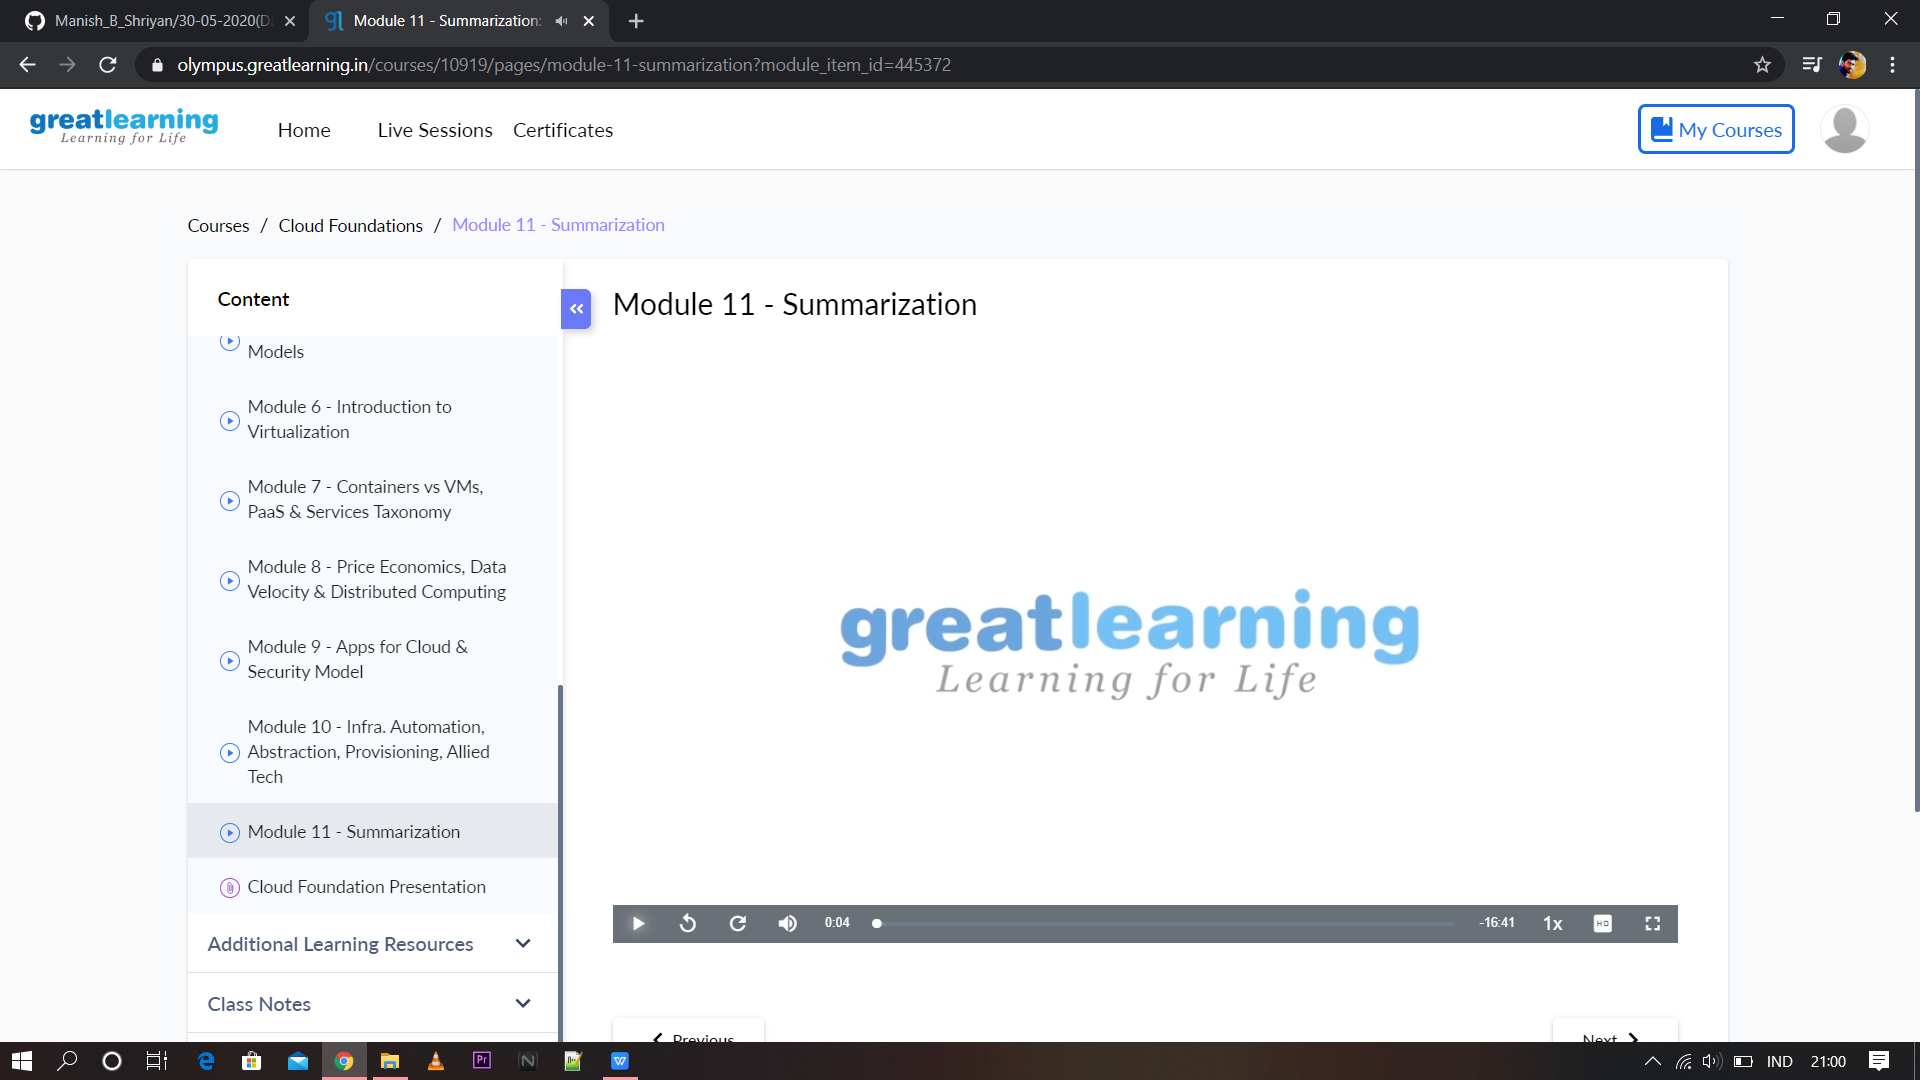 Manish_B_Shriyan/30-05-2020(D
Module 11 - Summarization:
olympus.greatlearning.in/courses/10919/pages/module-11-summarization?module_item_id=445372
greatlearning
Learning for Life
Home
Live Sessions
Certificates
My Courses
Courses / Cloud Foundations / Module 11 - Summarization
Content
Models
Module 6 - Introduction to
Virtualization
Module 7 - Containers vs VMs,
PaaS & Services Taxonomy
Module 8 - Price Economics, Data
Velocity & Distributed Computing
Module 9 - Apps for Cloud &
Security Model
Module 10 - Infra. Automation,
Abstraction, Provisioning, Allied
Tech
Module 11 - Summarization
Cloud Foundation Presentation
Additional Learning Resources
Class Notes
Module 11 - Summarization
greatlearning
Learning for Life
0:04
-16:41
1x
HD
Previous
Next
Pr
N
W
IND
21:00